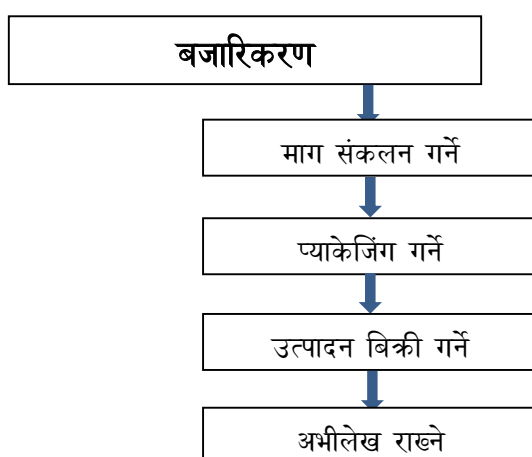 बजारिकरण
माग संकलन गर्ने
प्याकेजिंग गर्ने
उत्पादन बिक्री गर्ने
अभीलेख राख्ने